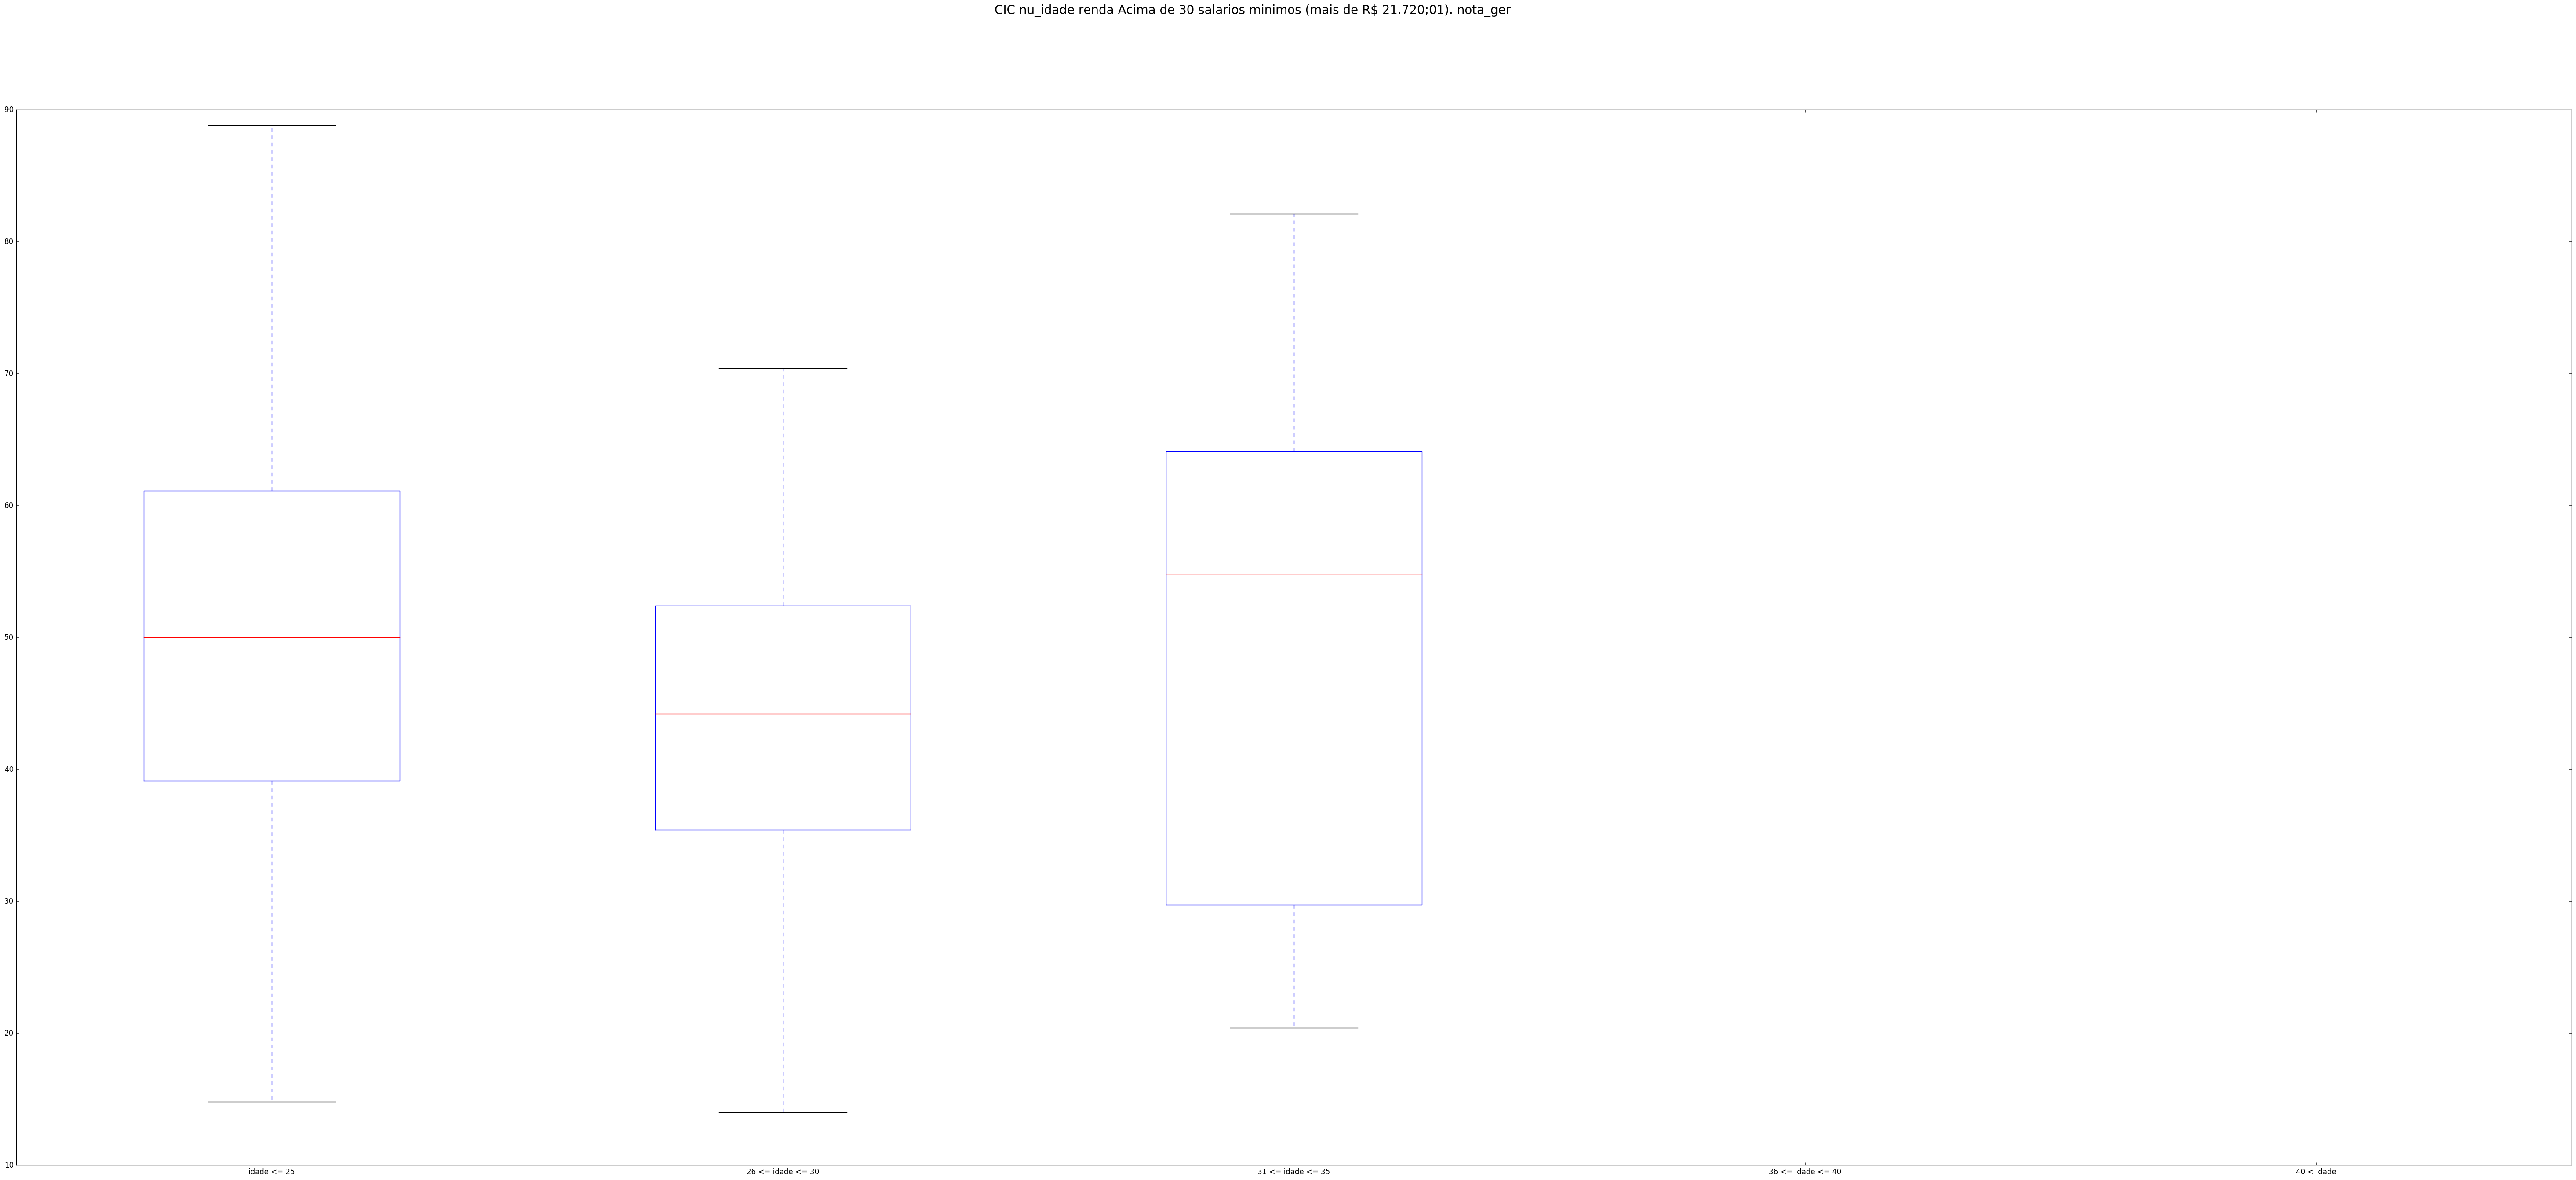 CIC nu_idade renda Acima de 30 salarios minimos (mais de R$ 21.720;01). nota_ger
90
80
70
60
50
40
30
20
10
idade <= 25
26 <= idade <= 30
31 <= idade <= 35
36 <= idade <= 40
40 < idade